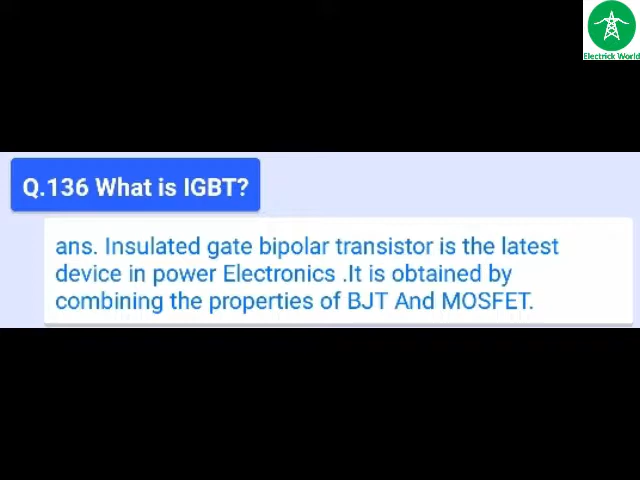 Electrick World
Q.136 What is IGBT?
ans. Insulated gate bipolar transistor is the latest
device in power Electronics .It is obtained by
combining the properties of BJT And MOSFET.